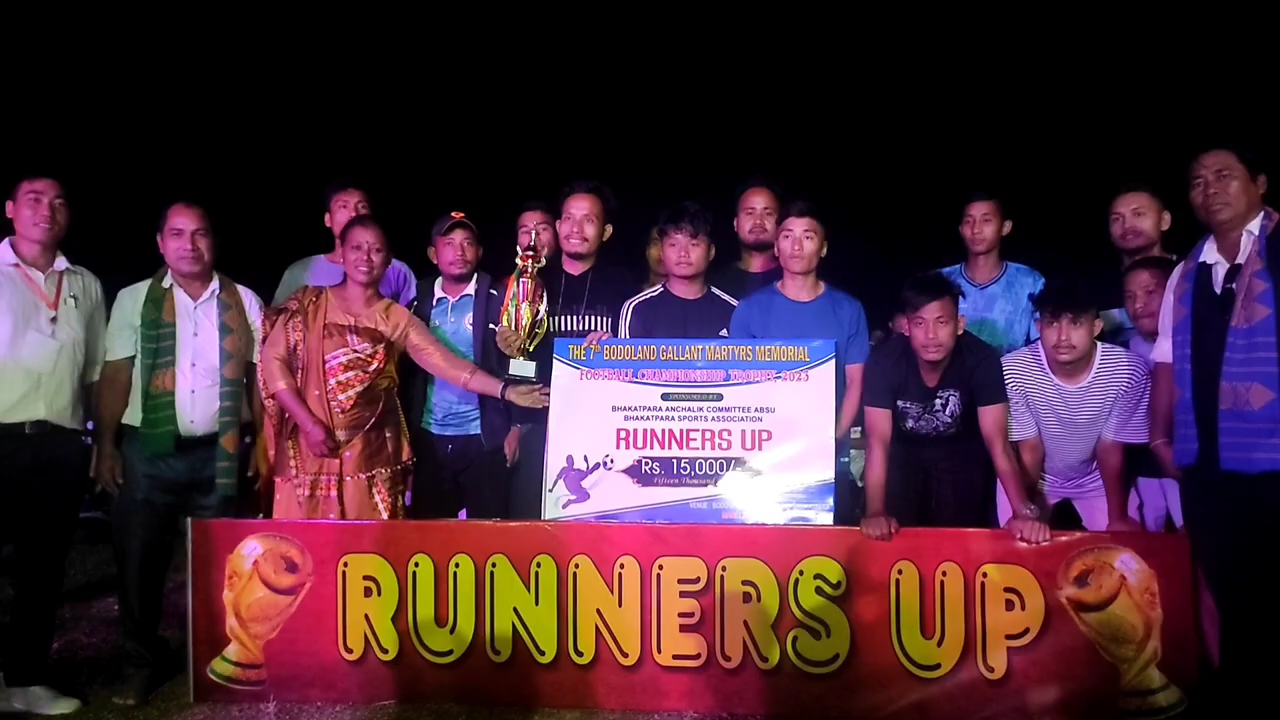 THE 7th BODOLAND GALLANT MARTYRS MEMORIAL
FOOTBALL CHAMPIONSHIP TROPHY, 2023
SPONSORED BY
BHAKATPARA ANCHALIK COMMITTEE ABSU
BHAKATPARA SPORTS ASSOCIATION
RUNNERS UP
Rs. 15,000/-
Fifteen Thousand
VENUE
RUNNERS UP